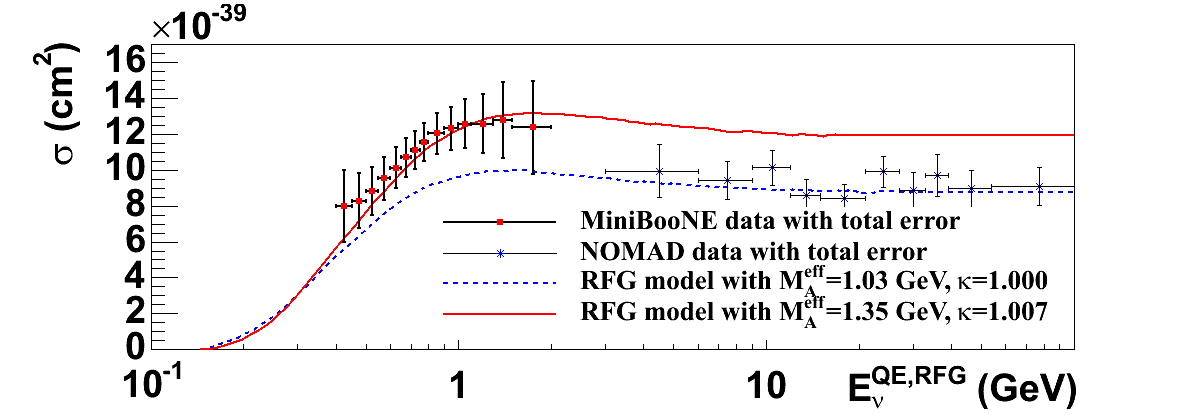 ×10^-39
σ (cm^2)
16
14
12
10
8
6
4
2
0
MiniBooNE data with total error
NOMAD data with total error
RFG model with M_A^eff=1.03 GeV, κ=1.000
RFG model with M_A^eff=1.35 GeV, κ=1.007
10^-1 1 10 E_ν^QE,RFG (GeV)